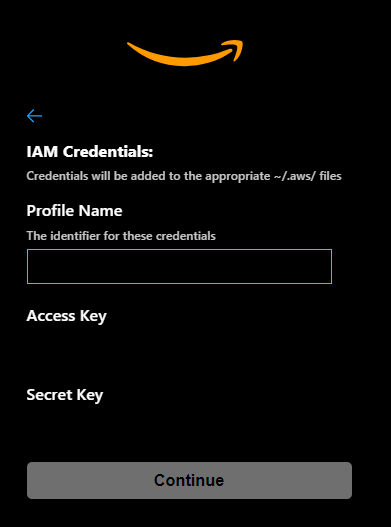 IAM Credentials:
Credentials will be added to the appropriate ~/.aws/ files
Profile Name
The identifier for these credentials
Access Key
Secret Key
Continue